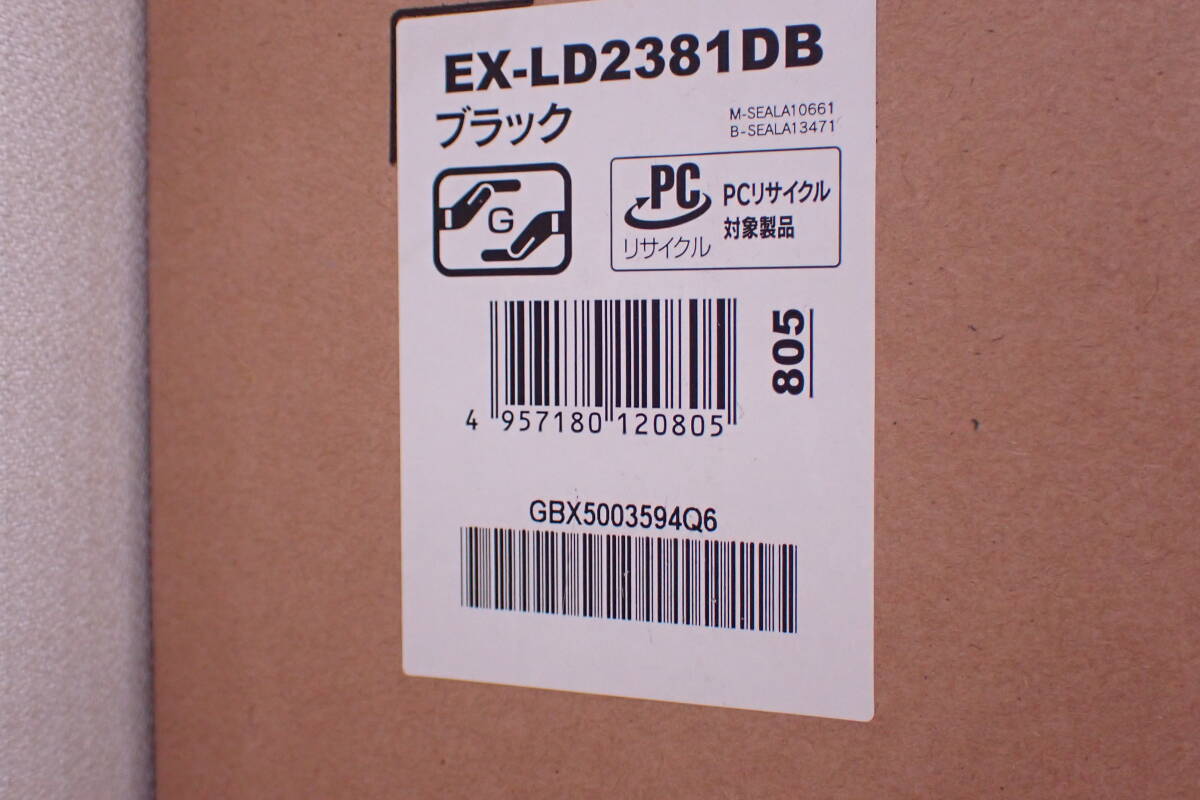 EX-LD2381DB
ブラック
M-SEALA10661
B-SEALA13471
G
PC
リサイクル
PCリサイクル
対象製品
805
4 957180 120805
GBX5003594Q6